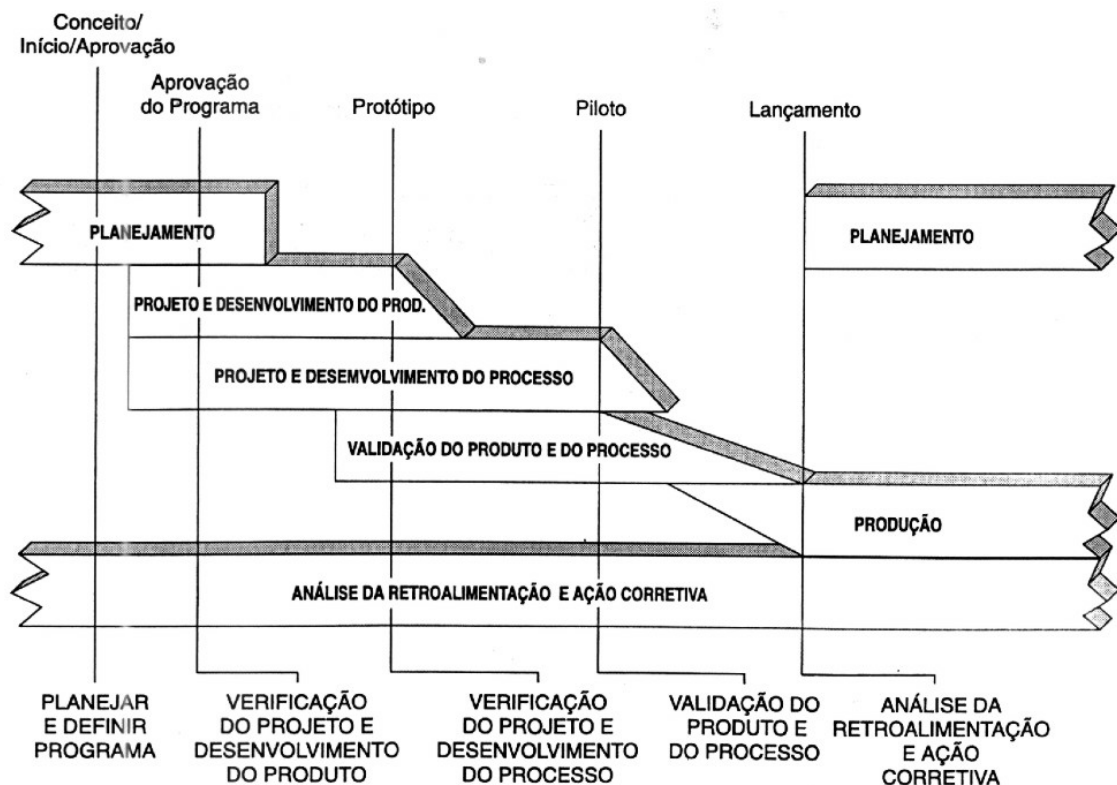 Conceito/
Início/Aprovação
Aprovação
do Programa
Protótipo
Piloto
Lançamento
PLANEJAMENTO
PLANEJAMENTO
PROJETO E DESENVOLVIMENTO DO PROD.
PROJETO E DESEMVOLVIMENTO DO PROCESSO
VALIDAÇÃO DO PRODUTO E DO PROCESSO
PRODUÇÃO
ANÁLISE DA RETROALIMENTAÇÃO E AÇÃO CORRETIVA
PLANEJAR
E DEFINIR
PROGRAMA
VERIFICAÇÃO
DO PROJETO E
DESENVOLVIMENTO
DO PRODUTO
VERIFICAÇÃO
DO PROJETO E
DESENVOLVIMENTO
DO PROCESSO
VALIDAÇÃO DO
PRODUTO E
DO PROCESSO
ANÁLISE DA
RETROALIMENTAÇÃO
E AÇÃO
CORRETIVA